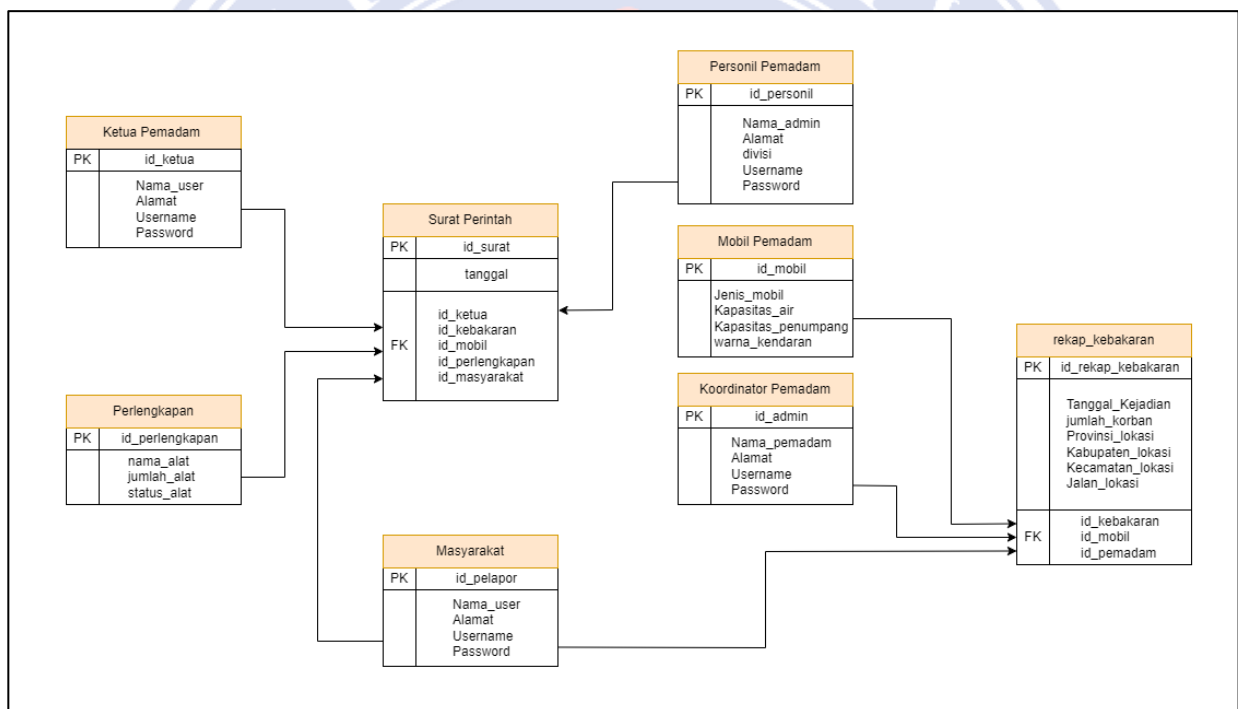 Ketua Pemadam
PK id_ketua
Nama_user
Alamat
Username
Password
Perlengkapan
PK id_perlengkapan
nama_alat
jumlah_alat
status_alat
Surat Perintah
PK id_surat
tanggal
FK
id_ketua
id_kebakaran
id_mobil
id_perlengkapan
id_masyarakat
Masyarakat
PK id_pelapor
Nama_user
Alamat
Username
Password
Personil Pemadam
PK id_personil
Nama_admin
Alamat
divisi
Username
Password
Mobil Pemadam
PK id_mobil
Jenis_mobil
Kapasitas_air
Kapasitas_penumpang
warna_kendaran
Koordinator Pemadam
PK id_admin
Nama_pemadam
Alamat
Username
Password
rekap_kebakaran
PK id_rekap_kebakaran
Tanggal_Kejadian
jumlah_korban
Provinsi_lokasi
Kabupaten_lokasi
Kecamatan_lokasi
Jalan_lokasi
FK
id_kebakaran
id_mobil
id_pemadam